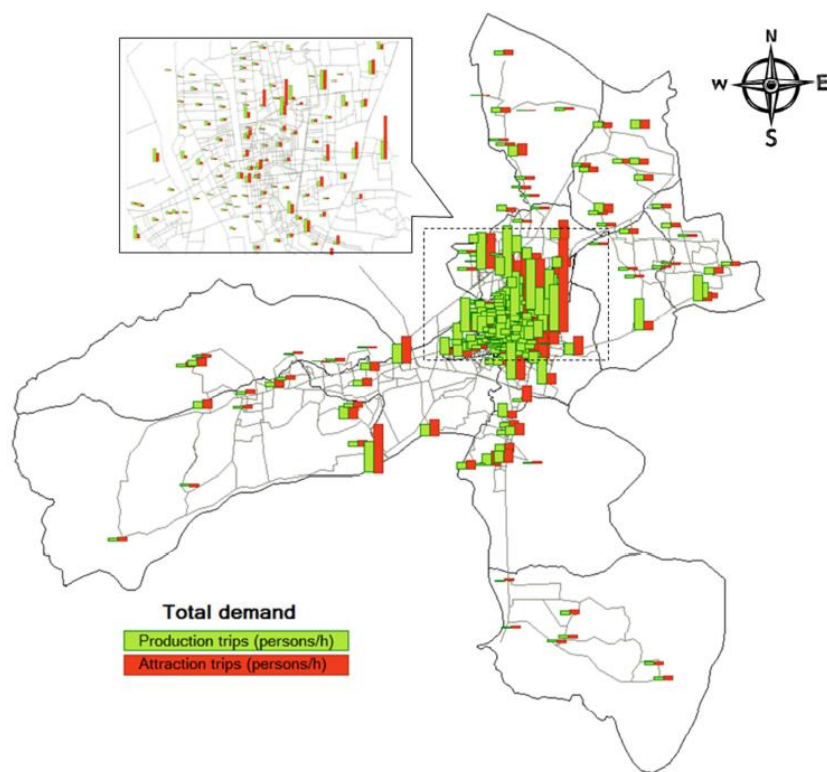 N
W E
S
Total demand
Production trips (persons/h)
Attraction trips (persons/h)